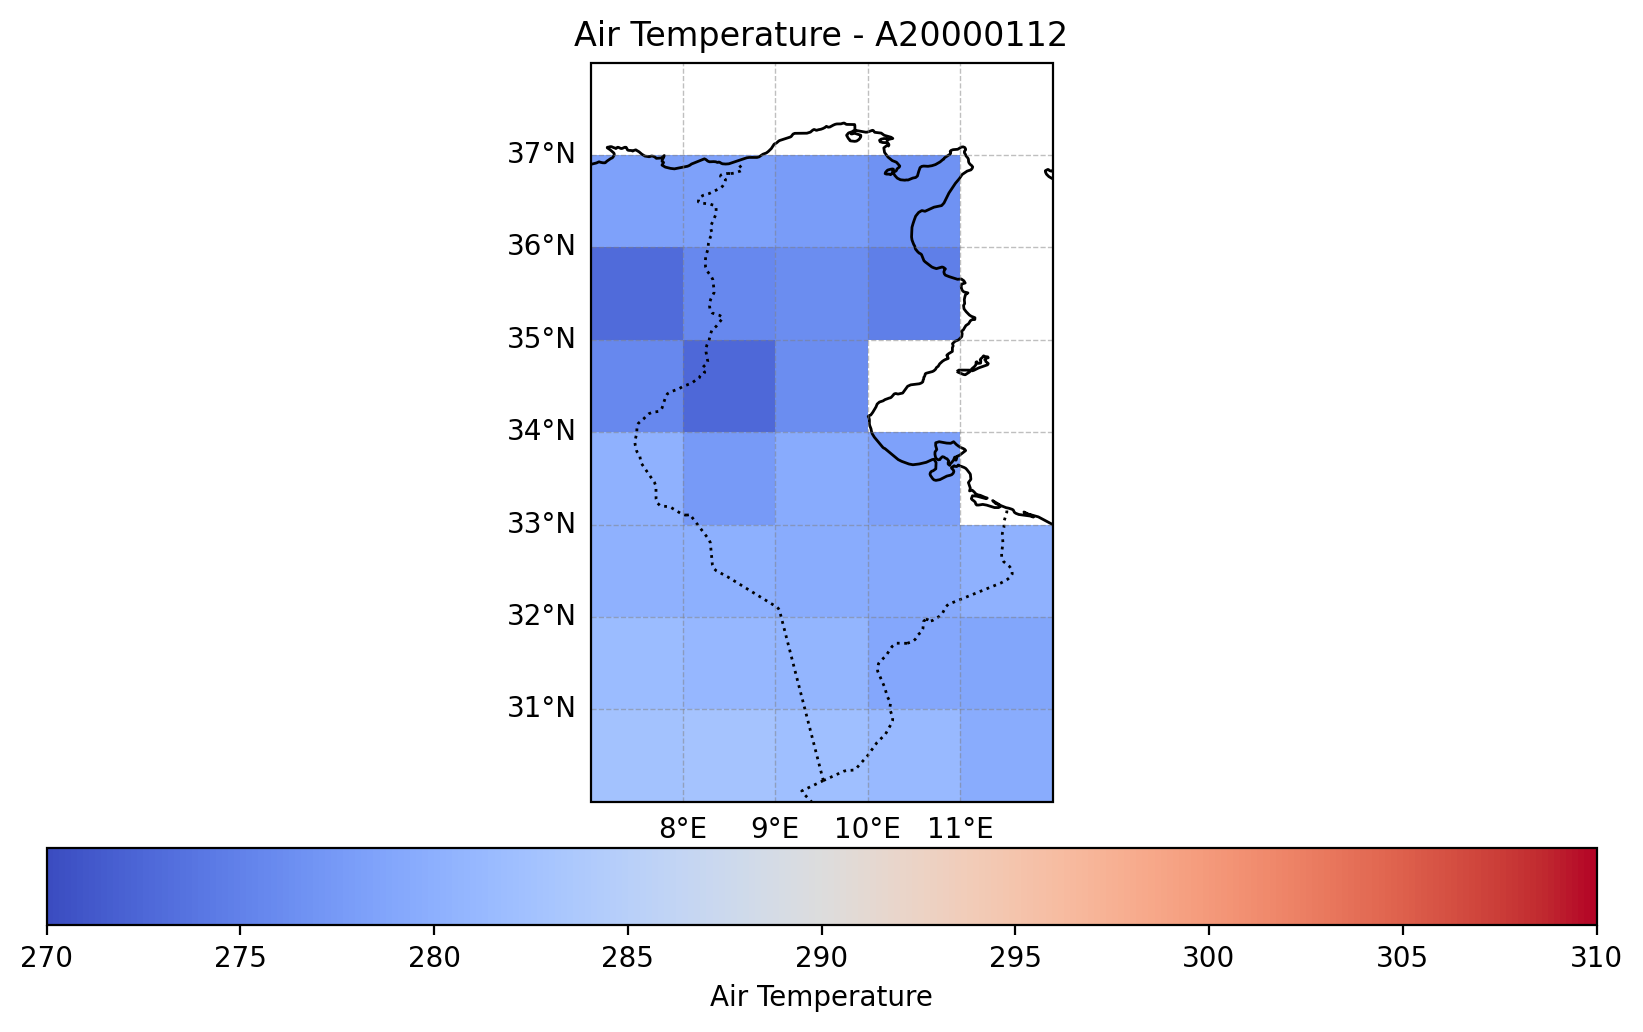 Air Temperature - A20000112
37°N
36°N
35°N
34°N
33°N
32°N
31°N
8°E 9°E 10°E 11°E
270 275 280 285 290 295 300 305 310
Air Temperature